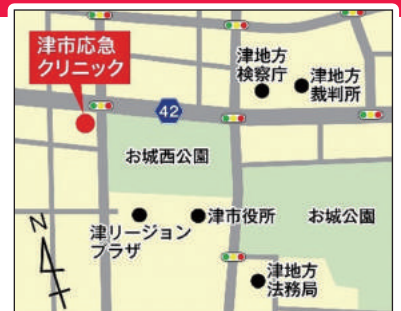 津市応急
クリニック
津地方
検察庁
津地方
裁判所
42
お城西公園
N
津リージョン
プラザ
津市役所
お城公園
津地方
法務局